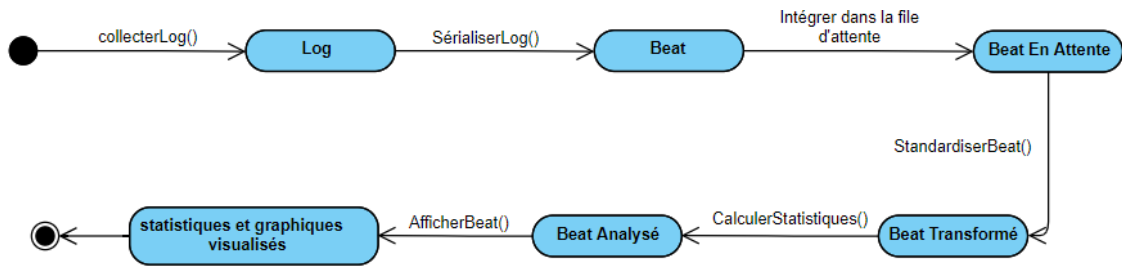 collecterLog()
Log
SérialiserLog()
Beat
Intégrer dans la file
d'attente
Beat En Attente
StandardiserBeat()
Beat Transformé
CalculerStatistiques()
Beat Analysé
AfficherBeat()
statistiques et graphiques
visualisés